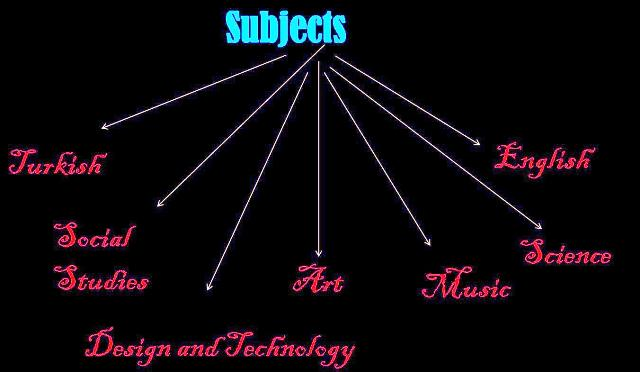 Subjects
Turkish
English
Social
Studies
Science
Art
Music
Design and Technology